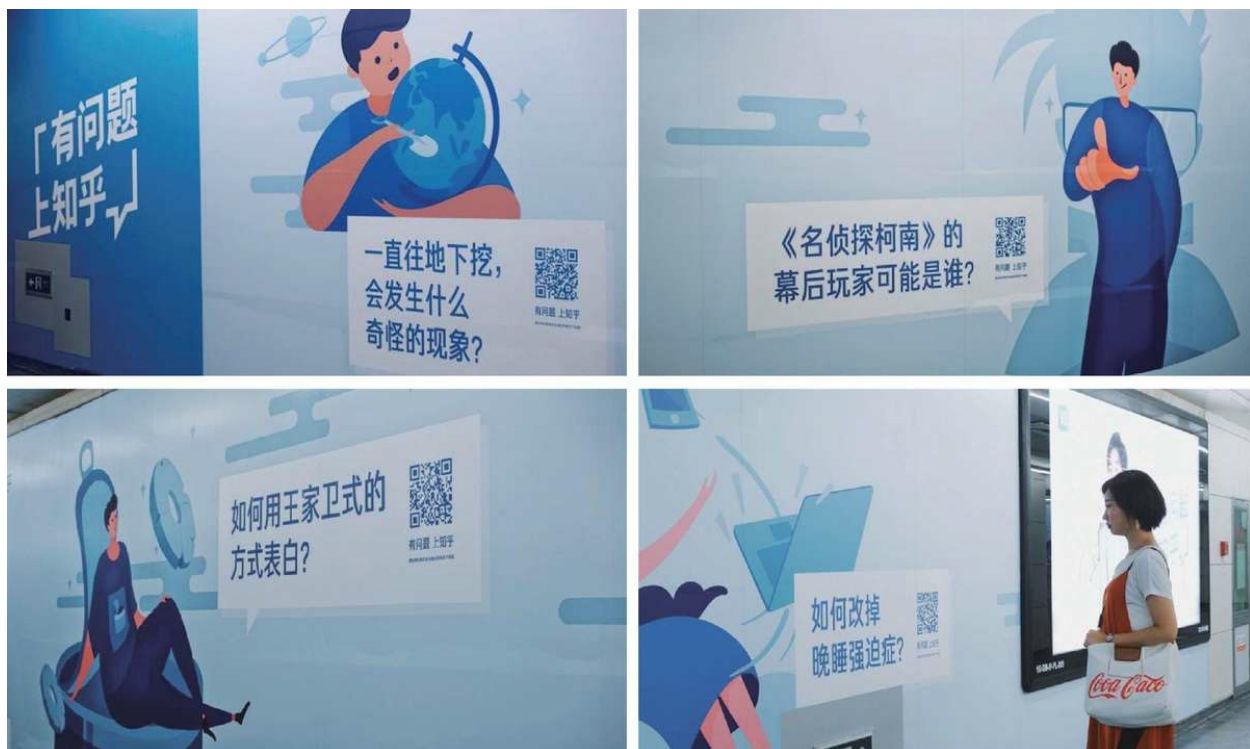 「有问题
上知乎」
一直往地下挖，
会发生什么
奇怪的现象？
有问题 上知乎
《名侦探柯南》的
幕后玩家可能是谁？
有问题 上知乎
如何用王家卫式的
方式表白？
有问题 上知乎
如何改掉
晚睡强迫症？
有问题 上知乎
Coca Caco